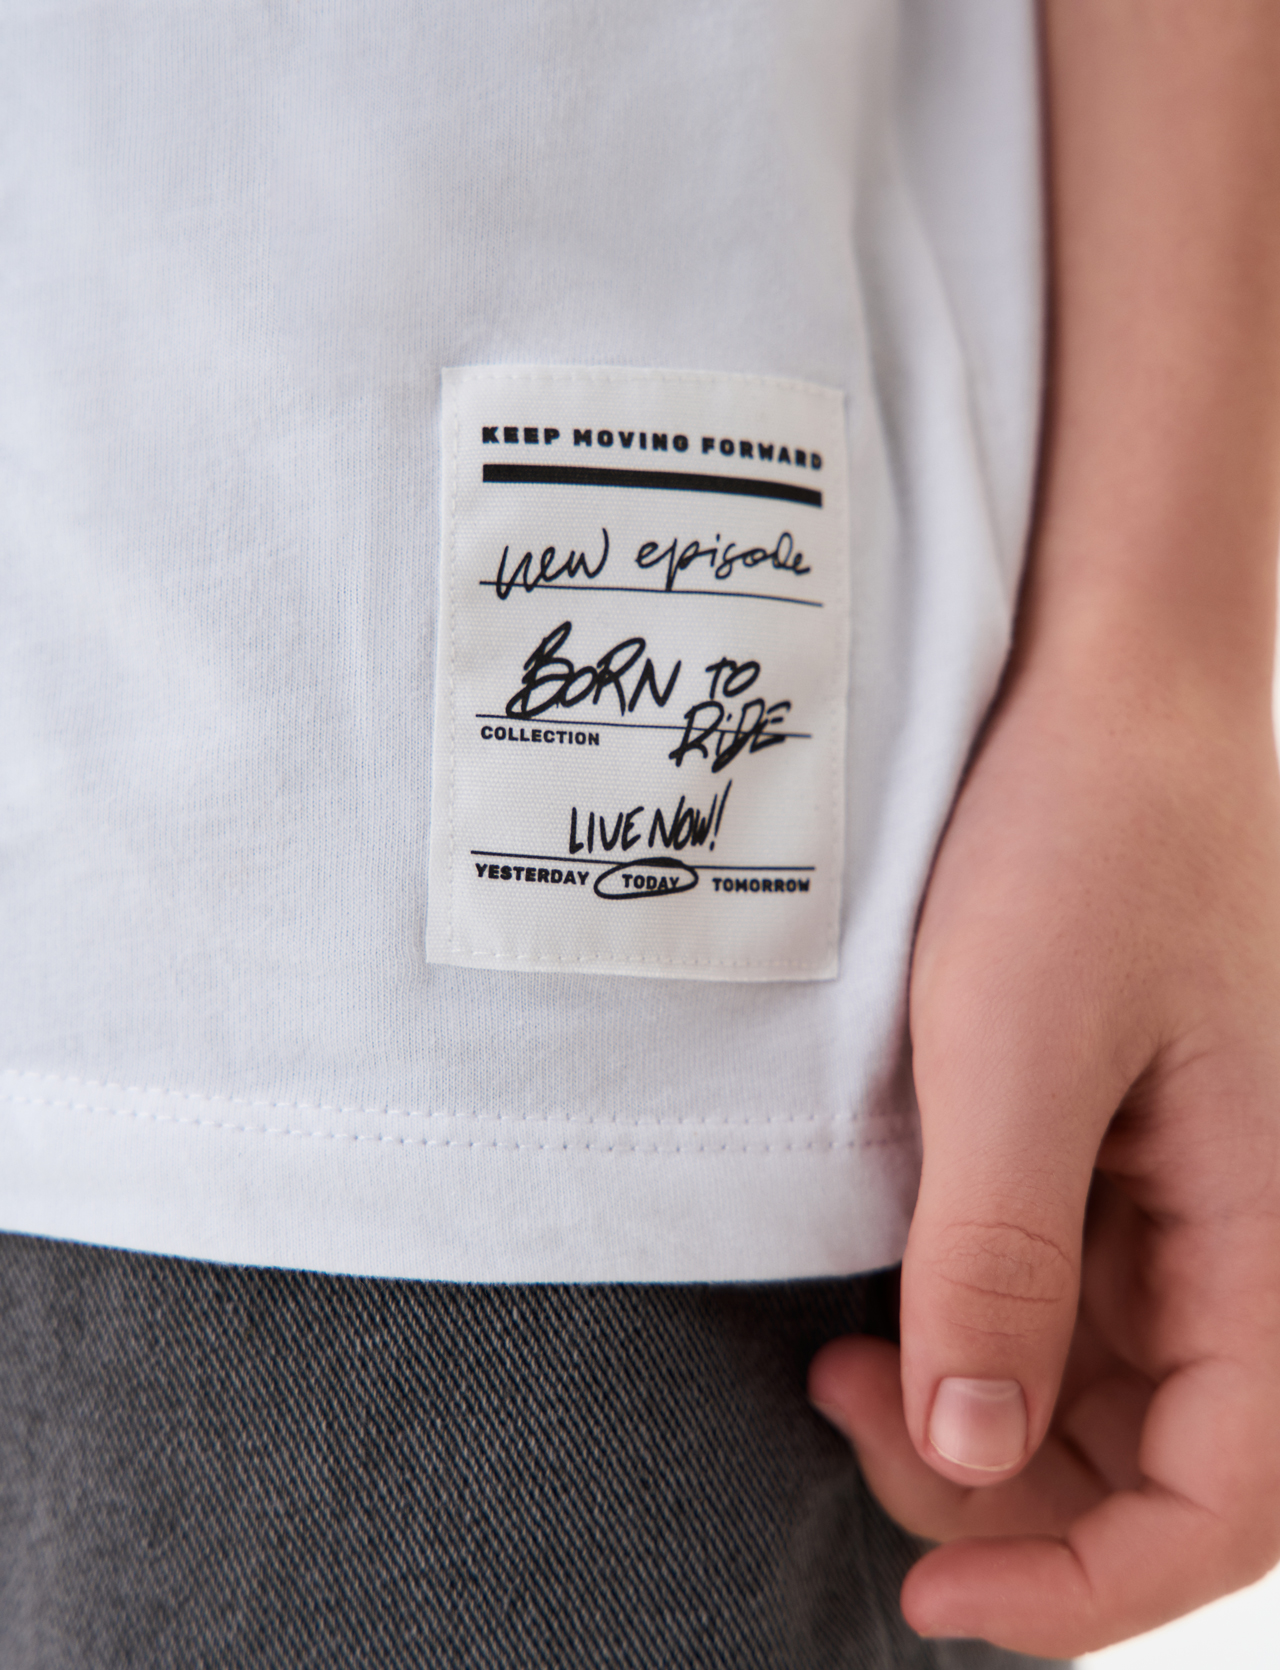 KEEP MOVING FORWARD
new episode
BORN TO
RiDE
COLLECTION
LIVE NOW!
YESTERDAY TODAY TOMORROW